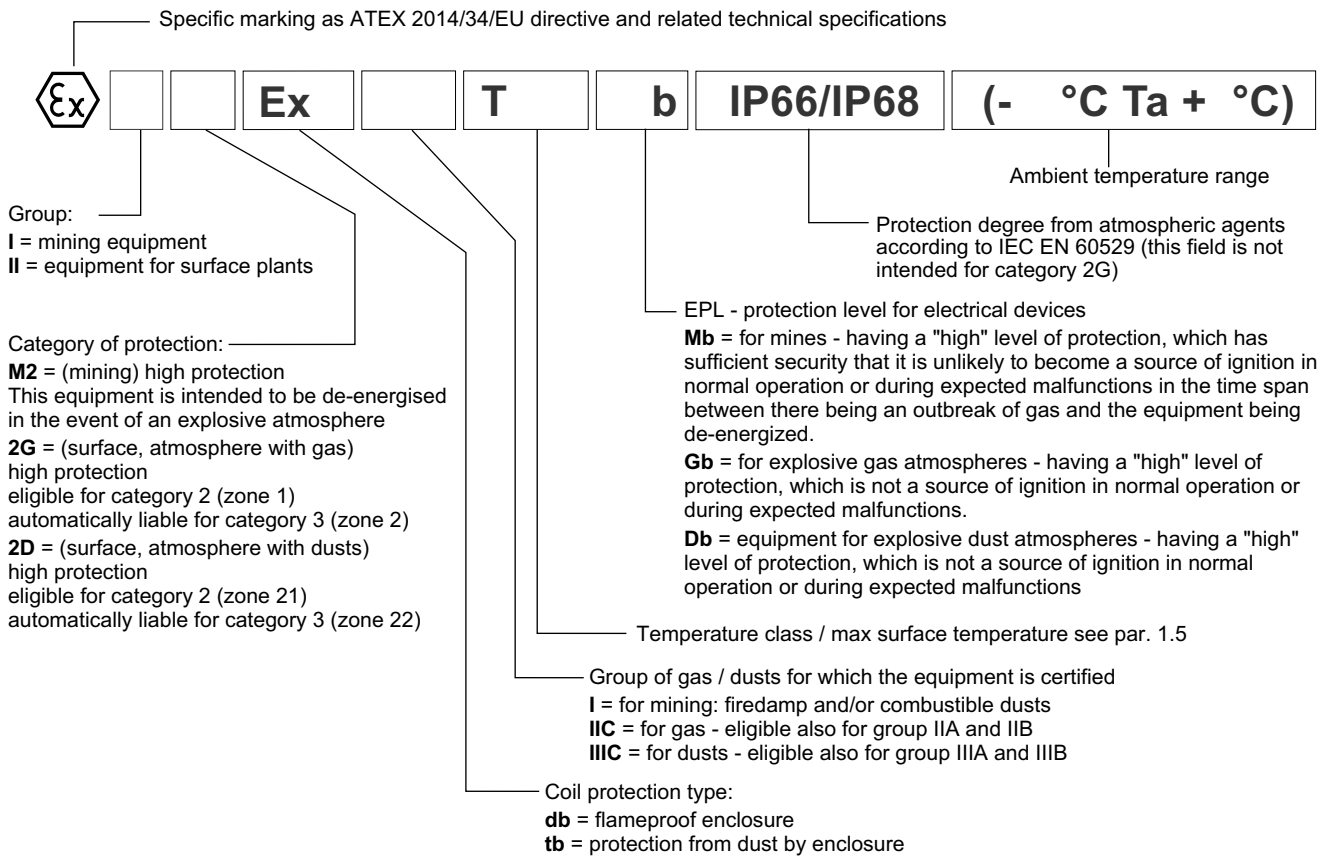 Specific marking as ATEX 2014/34/EU directive and related technical specifications
Ex Ex T b IP66/IP68 (- °C Ta + °C)
Ambient temperature range
Group:
I = mining equipment
II = equipment for surface plants
Protection degree from atmospheric agents
according to IEC EN 60529 (this field is not
intended for category 2G)
Category of protection:
M2 = (mining) high protection
This equipment is intended to be de-energised
in the event of an explosive atmosphere
2G = (surface, atmosphere with gas)
high protection
eligible for category 2 (zone 1)
automatically liable for category 3 (zone 2)
2D = (surface, atmosphere with dusts)
high protection
eligible for category 2 (zone 21)
automatically liable for category 3 (zone 22)
EPL - protection level for electrical devices
Mb = for mines - having a "high" level of protection, which has
sufficient security that it is unlikely to become a source of ignition in
normal operation or during expected malfunctions in the time span
between there being an outbreak of gas and the equipment being
de-energized.
Gb = for explosive gas atmospheres - having a "high" level of
protection, which is not a source of ignition in normal operation or
during expected malfunctions.
Db = equipment for explosive dust atmospheres - having a "high"
level of protection, which is not a source of ignition in normal
operation or during expected malfunctions
Temperature class / max surface temperature see par. 1.5
Group of gas / dusts for which the equipment is certified
I = for mining: firedamp and/or combustible dusts
IIC = for gas - eligible also for group IIA and IIB
IIIC = for dusts - eligible also for group IIIA and IIIB
Coil protection type:
db = flameproof enclosure
tb = protection from dust by enclosure